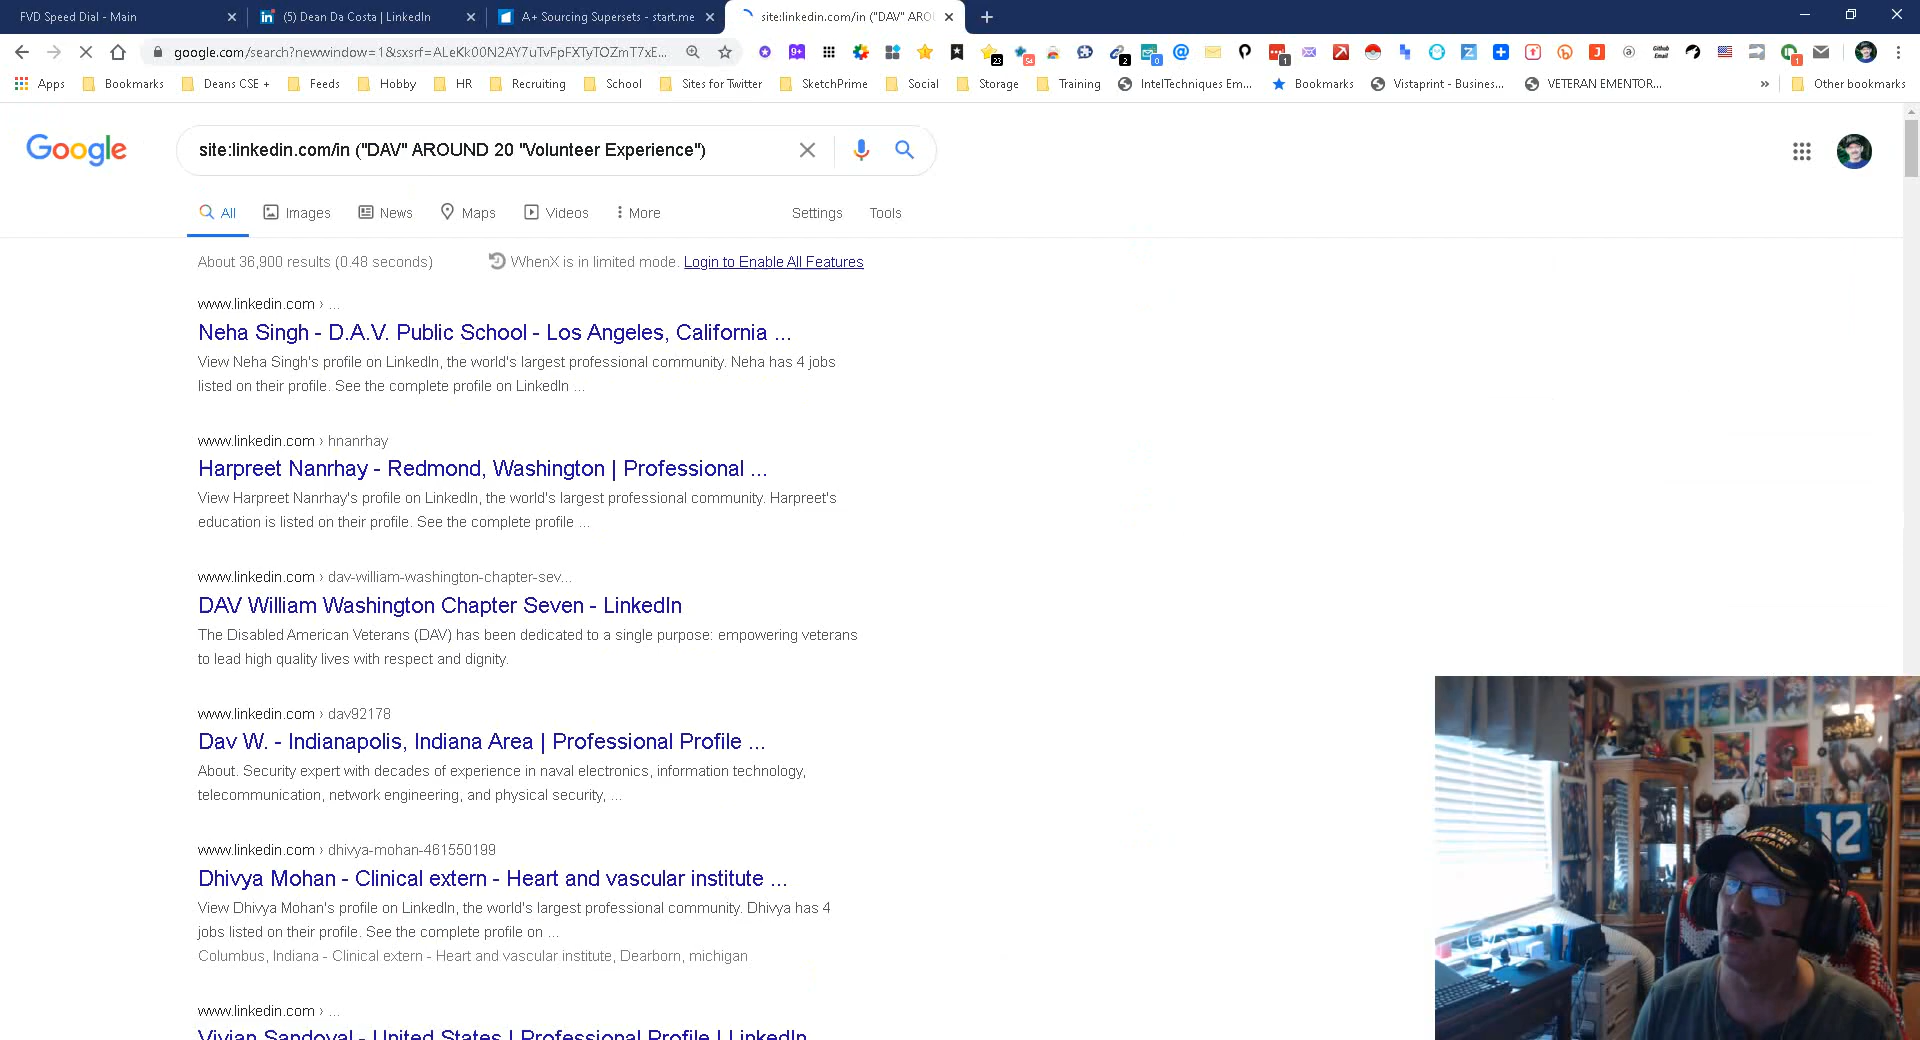 FVD Speed Dial - Main
(5) Dean Da Costa | LinkedIn
A+ Sourcing Supersets - start.me
site:linkedin.com/in ("DAV" AROU
google.com/search?newwindow=1&sxsrf=ALeKk00N2AY7uTvFpFXTyTOZmT7xE...
Apps
Bookmarks
Deans CSE +
Feeds
Hobby
HR
Recruiting
School
Sites for Twitter
SketchPrime
Social
Storage
Training
IntelTechniques Em...
Bookmarks
Vistaprint - Busines...
VETERAN EMENTOR...
»
Other bookmarks
Google
site:linkedin.com/in ("DAV" AROUND 20 "Volunteer Experience")
All
Images
News
Maps
Videos
More
Settings
Tools
About 36,900 results (0.48 seconds)
WhenX is in limited mode. Login to Enable All Features
www.linkedin.com › ...
Neha Singh - D.A.V. Public School - Los Angeles, California ...
View Neha Singh's profile on LinkedIn, the world's largest professional community. Neha has 4 jobs
listed on their profile. See the complete profile on LinkedIn ...
www.linkedin.com › hnanrhay
Harpreet Nanrhay - Redmond, Washington | Professional ...
View Harpreet Nanrhay's profile on LinkedIn, the world's largest professional community. Harpreet's
education is listed on their profile. See the complete profile ...
www.linkedin.com › dav-william-washington-chapter-sev...
DAV William Washington Chapter Seven - LinkedIn
The Disabled American Veterans (DAV) has been dedicated to a single purpose: empowering veterans
to lead high quality lives with respect and dignity.
www.linkedin.com › dav92178
Dav W. - Indianapolis, Indiana Area | Professional Profile ...
About. Security expert with decades of experience in naval electronics, information technology,
telecommunication, network engineering, and physical security, ...
www.linkedin.com › dhivya-mohan-461550199
Dhivya Mohan - Clinical extern - Heart and vascular institute ...
View Dhivya Mohan's profile on LinkedIn, the world's largest professional community. Dhivya has 4
jobs listed on their profile. See the complete profile on ...
Columbus, Indiana - Clinical extern - Heart and vascular institute, Dearborn, michigan
www.linkedin.com › ...
Vivian Sandoval - United States | Professional Profile | LinkedIn
12
VETERAN